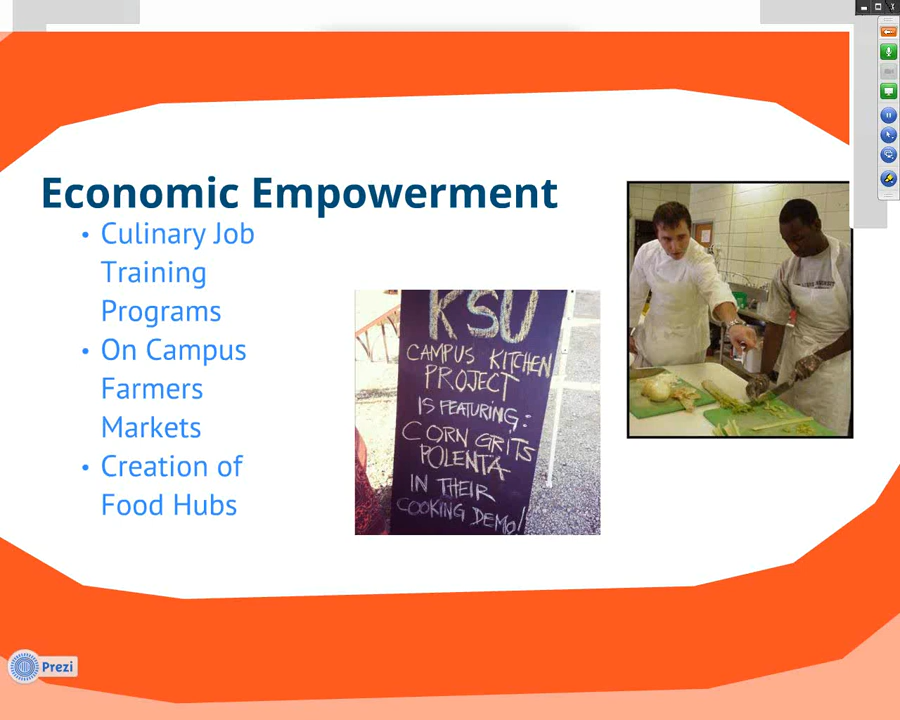 Economic Empowerment
• Culinary Job
Training
Programs
• On Campus
Farmers
Markets
• Creation of
Food Hubs
KSU
CAMPUS KITCHEN
PROJECT
IS FEATURING:
CORN GRITS
POLENTA
IN THEIR
COOKING DEMO!
Prezi